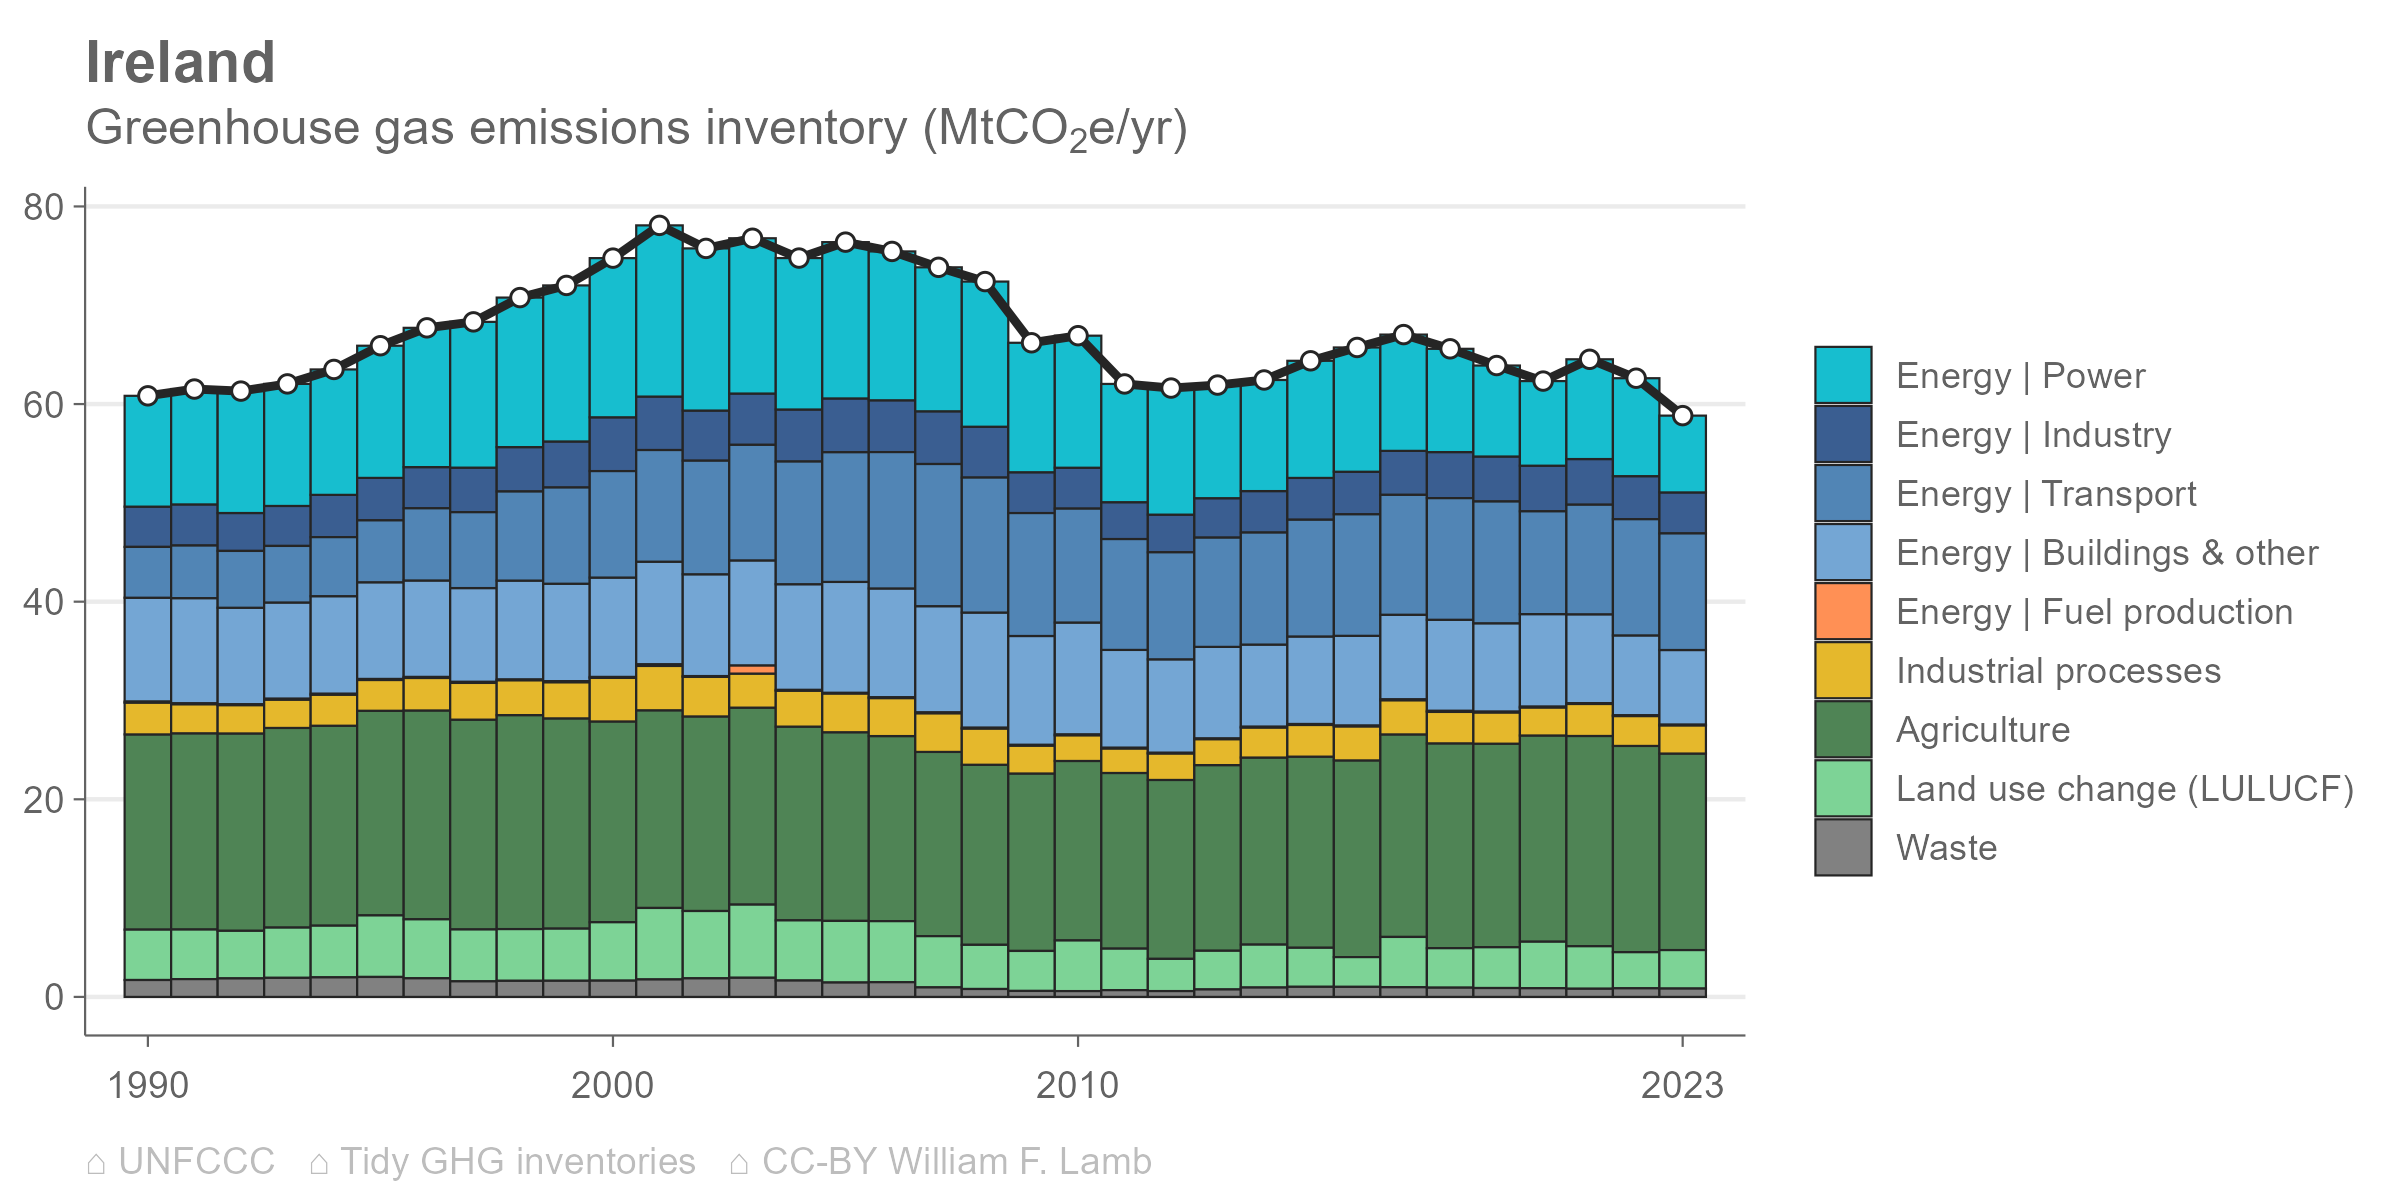 Ireland
Greenhouse gas emissions inventory (MtCO₂e/yr)
80
60
40
20
0
1990
2000
2010
2023
Energy | Power
Energy | Industry
Energy | Transport
Energy | Buildings & other
Energy | Fuel production
Industrial processes
Agriculture
Land use change (LULUCF)
Waste
⌂ UNFCCC ⌂ Tidy GHG inventories ⌂ CC-BY William F. Lamb